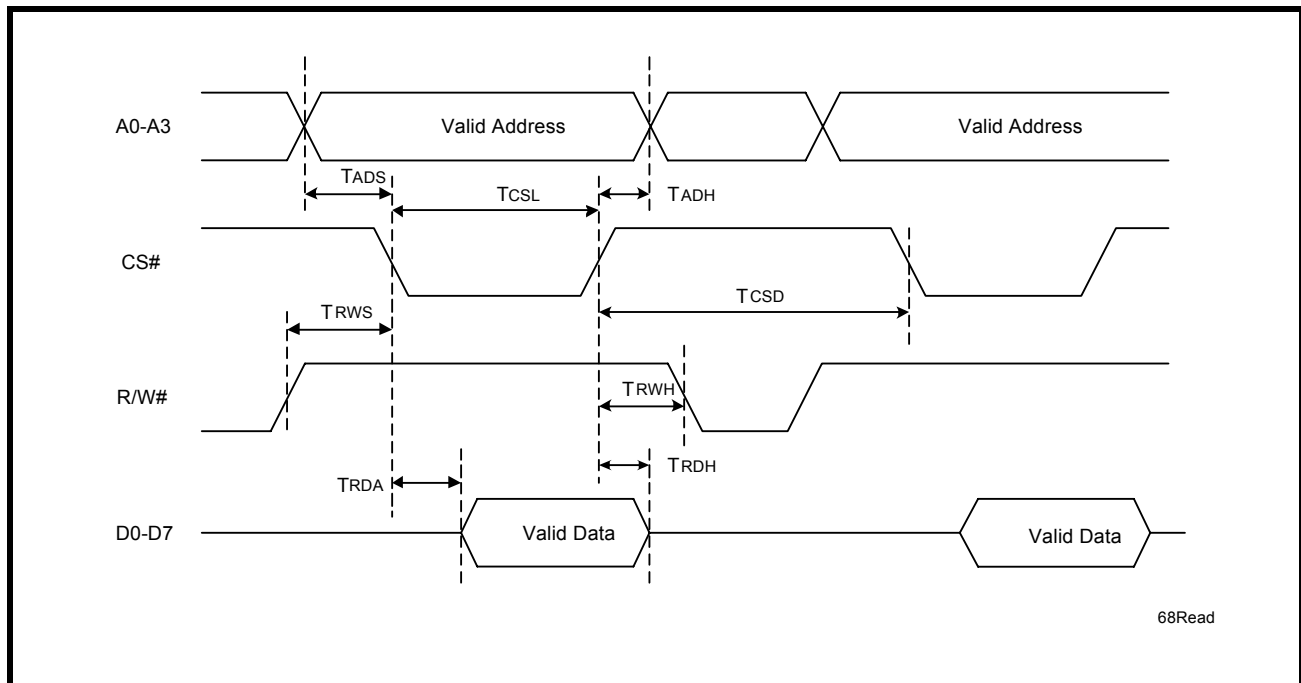 A0-A3
Valid Address
Valid Address
TADS
TCSL
TADH
CS#
TCSD
TRWS
R/W#
TRWH
TRDH
TRDA
D0-D7
Valid Data
Valid Data
68Read